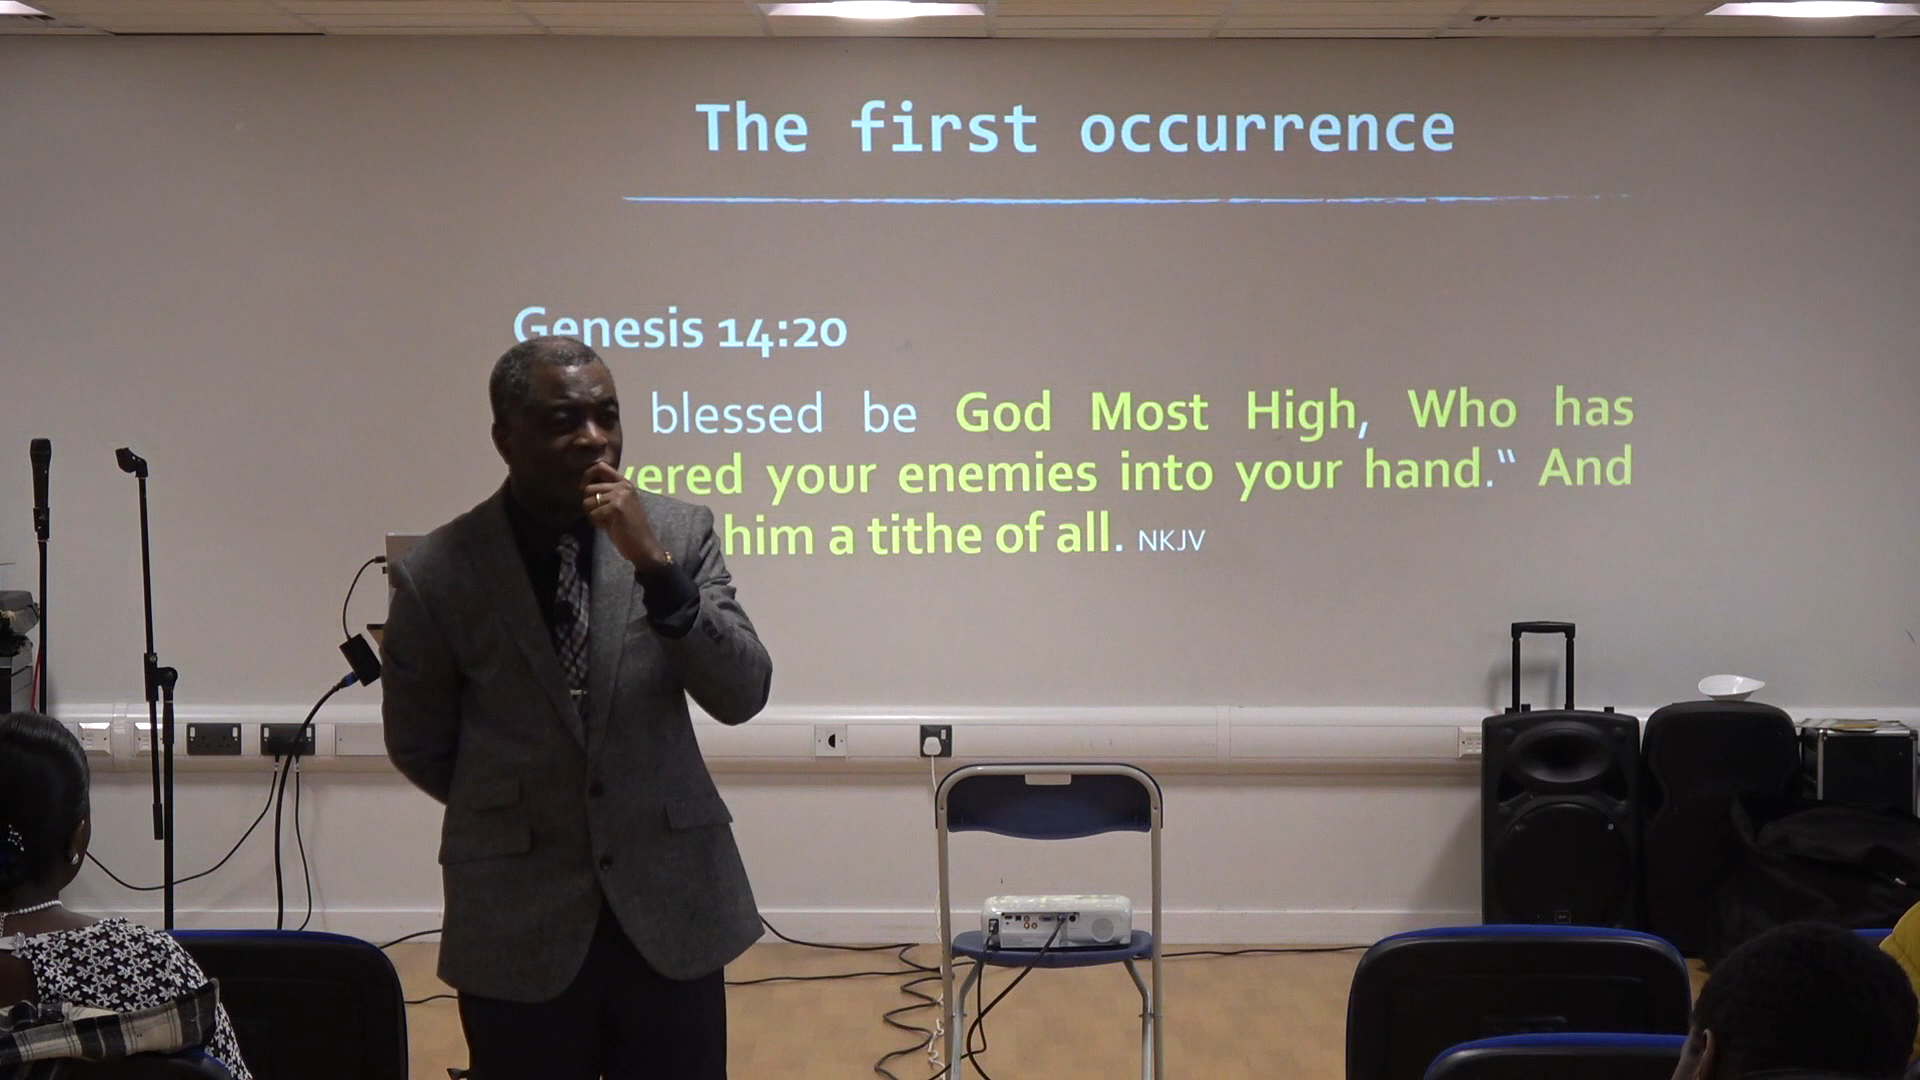 The first occurrence
Genesis 14:20
blessed be God Most High, Who has
vered your enemies into your hand." And
him a tithe of all. NKJV